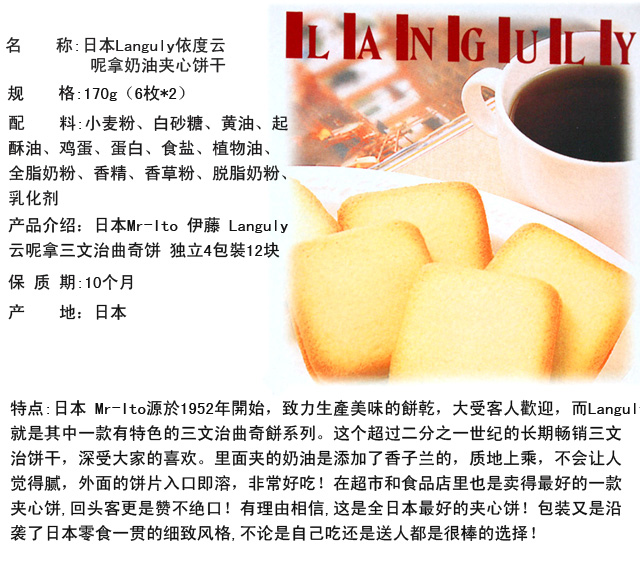 LANGULY
名　　称:日本Languly依度云
呢拿奶油夹心饼干
规　　格:170g（6枚*2）
配　　料:小麦粉、白砂糖、黄油、起
酥油、鸡蛋、蛋白、食盐、植物油、
全脂奶粉、香精、香草粉、脱脂奶粉、
乳化剂
产品介绍：日本Mr-Ito 伊藤 Languly
云呢拿三文治曲奇饼 独立4包裝12块
保 质 期:10个月
产　　地：日本
特点:日本 Mr-Ito源於1952年開始，致力生產美味的餅乾，大受客人歡迎，而Langul
就是其中一款有特色的三文治曲奇餅系列。这个超过二分之一世纪的长期畅销三文
治饼干，深受大家的喜欢。里面夹的奶油是添加了香子兰的，质地上乘，不会让人
觉得腻，外面的饼片入口即溶，非常好吃！在超市和食品店里也是卖得最好的一款
夹心饼,回头客更是赞不绝口！有理由相信,这是全日本最好的夹心饼！包装又是沿
袭了日本零食一贯的细致风格,不论是自己吃还是送人都是很棒的选择！